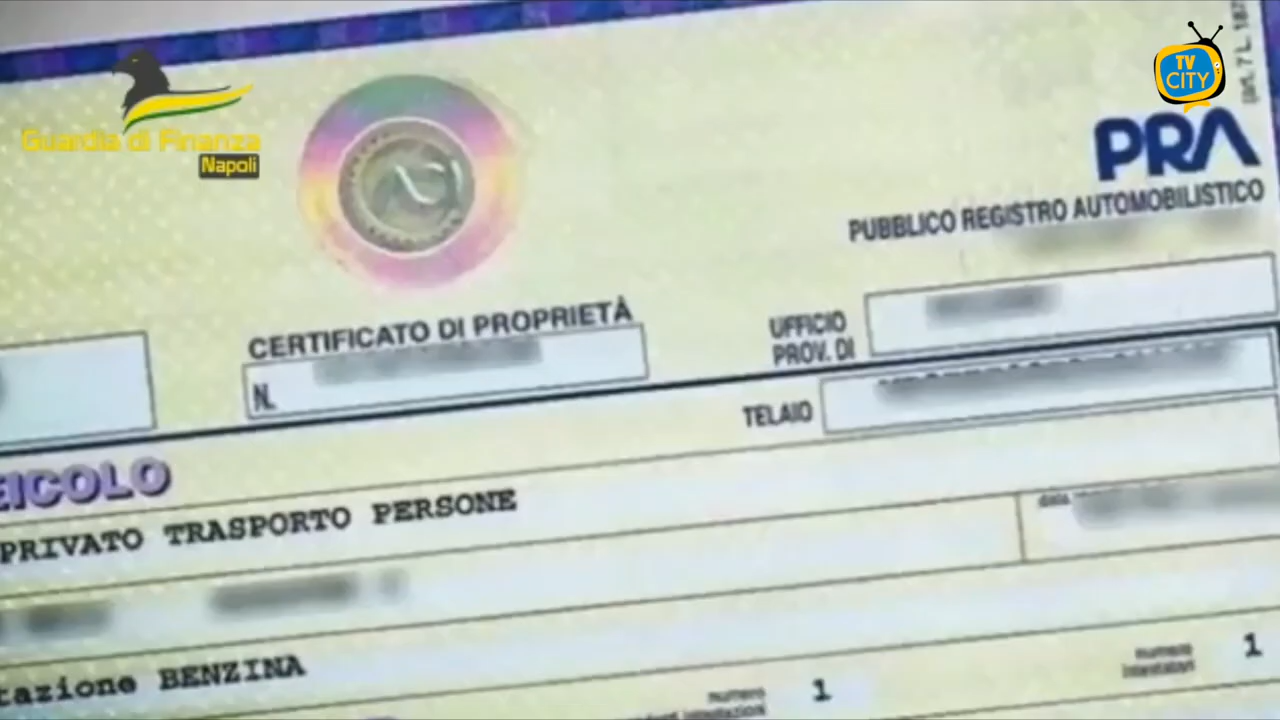 TV
CITY
Guardia di Finanza
Napoli
PRA
PUBBLICO REGISTRO AUTOMOBILISTICO
CERTIFICATO DI PROPRIETÀ
N.
UFFICIO
PROV. DI
TELAIO
EICOLO
PRIVATO TRASPORTO PERSONE
data
tazione BENZINA
numero
1
numero
intestatari
1